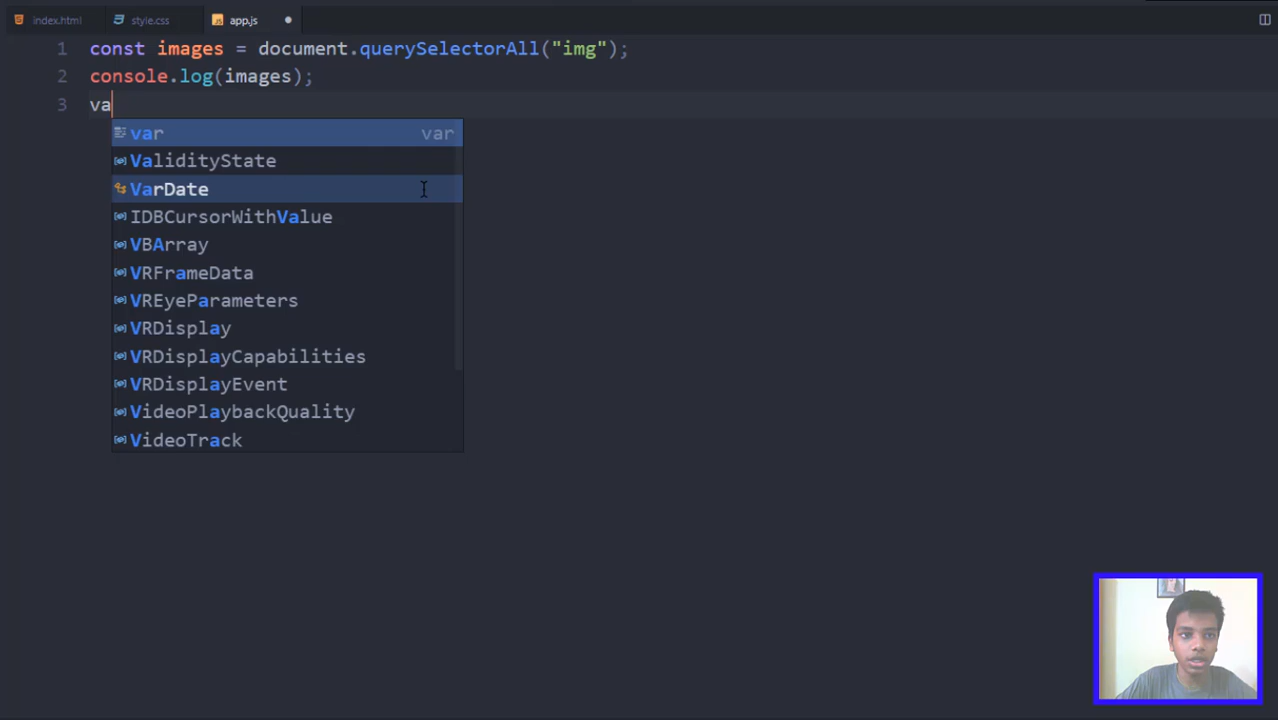 index.html style.css app.js
1 const images = document.querySelectorAll("img");
2 console.log(images);
3 va
var var
ValidityState
VarDate
IDBCursorWithValue
VBArray
VRFrameData
VREyeParameters
VRDisplay
VRDisplayCapabilities
VRDisplayEvent
VideoPlaybackQuality
VideoTrack